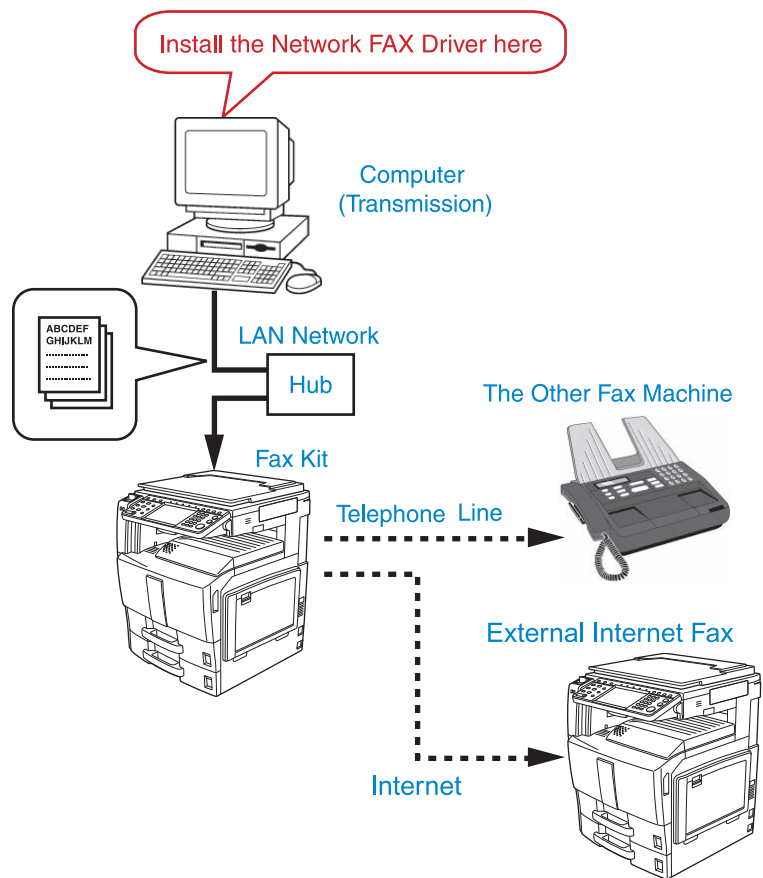 Install the Network FAX Driver here
Computer
(Transmission)
ABCDEF
GHIJKLM
LAN Network
Hub
The Other Fax Machine
Fax Kit
Telephone Line
External Internet Fax
Internet